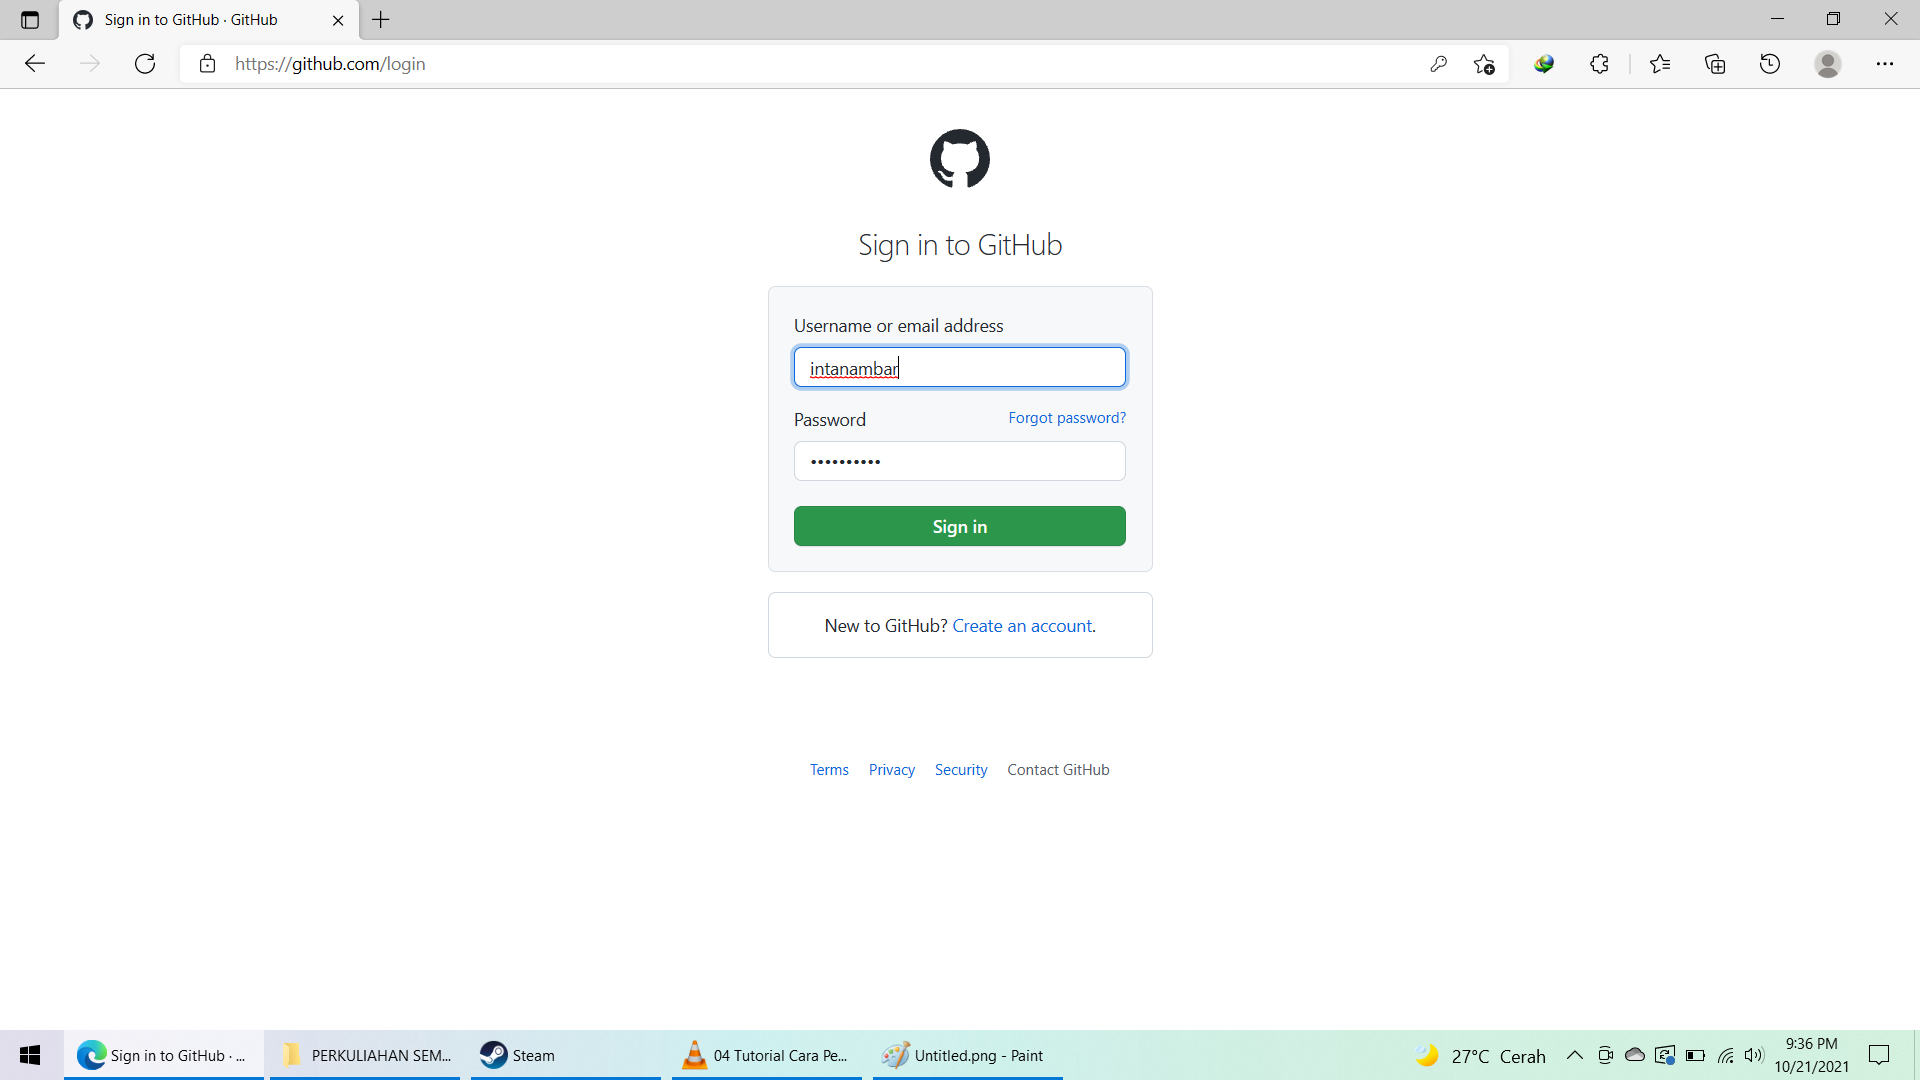 Sign in to GitHub · GitHub
https://github.com/login
Sign in to GitHub
Username or email address
intanambar
Password
Forgot password?
••••••••••
Sign in
New to GitHub? Create an account.
Terms Privacy Security Contact GitHub
Sign in to GitHub · ...
PERKULIAHAN SEM...
Steam
04 Tutorial Cara Pe...
Untitled.png - Paint
27°C Cerah
9:36 PM
10/21/2021